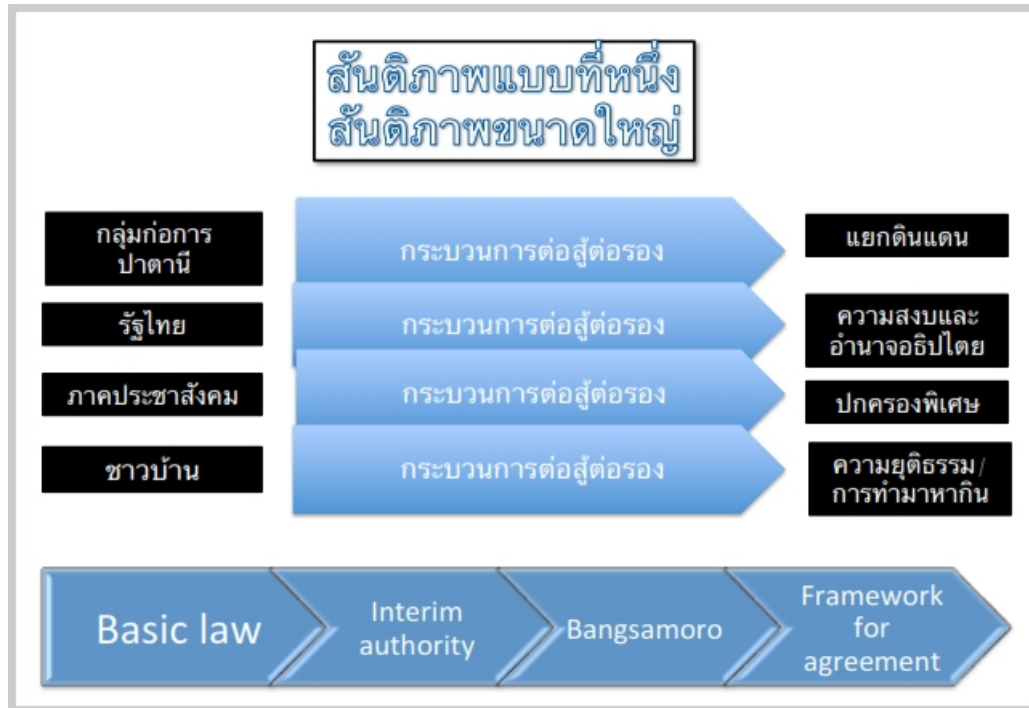 สันติภาพแบบที่หนึ่ง
สันติภาพขนาดใหญ่
กลุ่มก่อการ
ปาตานี
กระบวนการต่อสู้ต่อรอง
แยกดินแดน
รัฐไทย
กระบวนการต่อสู้ต่อรอง
ความสงบและ
อำนาจอธิปไตย
ภาคประชาสังคม
กระบวนการต่อสู้ต่อรอง
ปกครองพิเศษ
ชาวบ้าน
กระบวนการต่อสู้ต่อรอง
ความยุติธรรม/
การทำมาหากิน
Basic law
Interim
authority
Bangsamoro
Framework
for
agreement